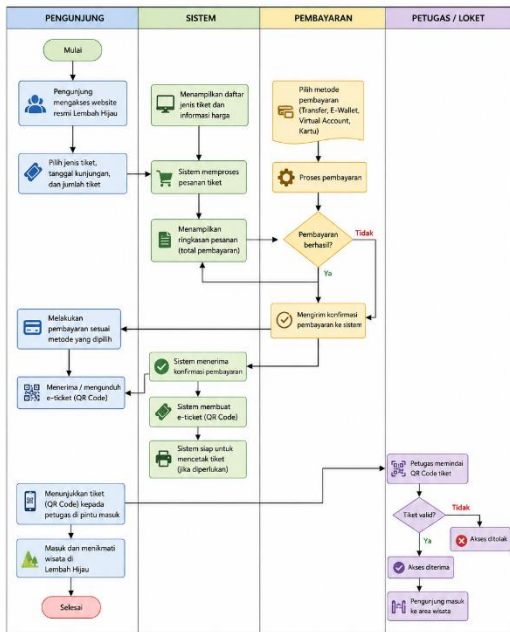 PENGUNJUNG
SISTEM
PEMBAYARAN
PETUGAS / LOKET
Mulai
Pengunjung
mengakses website
resmi Lembah Hijau
Menampilkan daftar
jenis tiket dan
informasi harga
Pilih metode
pembayaran
(Transfer, E-Wallet,
Virtual Account,
Kartu)
Pilih jenis tiket,
tanggal kunjungan,
dan jumlah tiket
Sistem memproses
pesanan tiket
Proses pembayaran
Menampilkan
ringkasan pesanan
(total pembayaran)
Pembayaran
berhasil?
Tidak
Ya
Melakukan
pembayaran sesuai
metode yang dipilih
Mengirim konfirmasi
pembayaran ke sistem
Sistem menerima
konfirmasi pembayaran
Menerima / mengunduh
e-ticket (QR Code)
Sistem membuat
e-ticket (QR Code)
Sistem siap untuk
mencetak tiket
(jika diperlukan)
Petugas memindai
QR Code tiket
Menunjukkan tiket
(QR Code) kepada
petugas di pintu masuk
Tiket valid?
Tidak
Ya
Akses ditolak
Masuk dan menikmati
wisata di
Lembah Hijau
Akses diterima
Selesai
Pengunjung masuk
ke area wisata